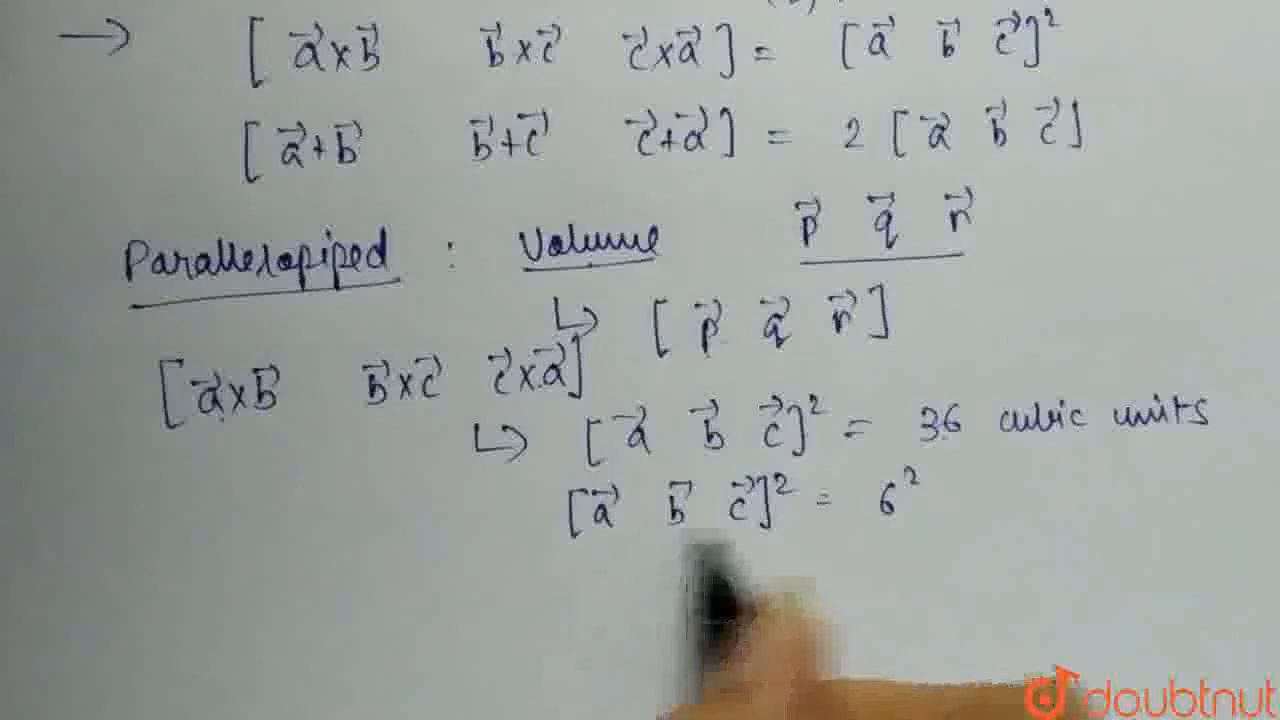 → [a⃗×b⃗ b⃗×c⃗ c⃗×a⃗] = [a⃗ b⃗ c⃗]²
[a⃗+b⃗ b⃗+c⃗ c⃗+a⃗] = 2 [a⃗ b⃗ c⃗]
Parallelopiped : Volume p⃗ q⃗ r⃗
↳ [p⃗ q⃗ r⃗]
[a⃗×b⃗ b⃗×c⃗ c⃗×a⃗]
↳ [a⃗ b⃗ c⃗]² = 36 cubic units
[a⃗ b⃗ c⃗]² = 6²
doubtnut